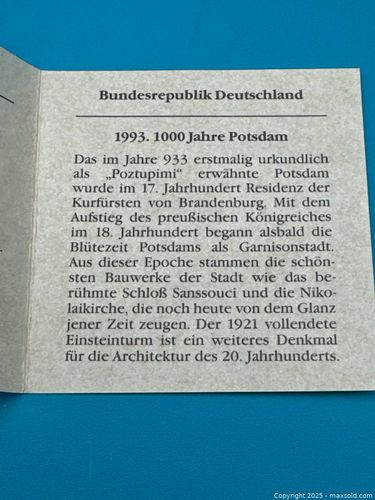 Bundesrepublik Deutschland
1993. 1000 Jahre Potsdam
Das im Jahre 933 erstmalig urkundlich
als „Poztupimi“ erwähnte Potsdam
wurde im 17. Jahrhundert Residenz der
Kurfürsten von Brandenburg. Mit dem
Aufstieg des preußischen Königreiches
im 18. Jahrhundert begann alsbald die
Blütezeit Potsdams als Garnisonstadt.
Aus dieser Epoche stammen die schön-
sten Bauwerke der Stadt wie das be-
rühmte Schloß Sanssouci und die Niko-
laikirche, die noch heute von dem Glanz
jener Zeit zeugen. Der 1921 vollendete
Einsteinturm ist ein weiteres Denkmal
für die Architektur des 20. Jahrhunderts.
Copyright 2025 - maxsold.com